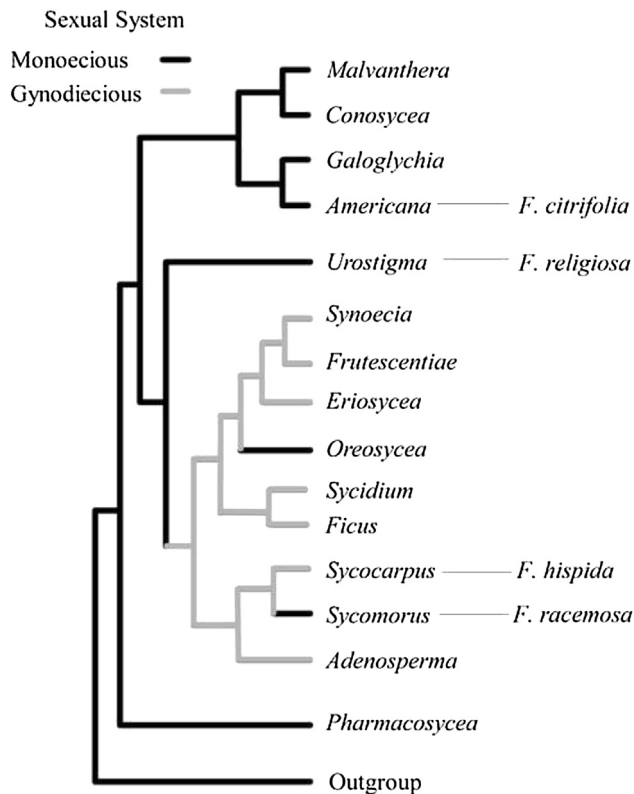 Sexual System
Monoecious
Gynodiecious
Malvanthera
Conosycea
Galoglychia
Americana F. citrifolia
Urostigma F. religiosa
Synoecia
Frutescentiae
Eriosycea
Oreosycea
Sycidium
Ficus
Sycocarpus F. hispida
Sycomorus F. racemosa
Adenosperma
Pharmacosycea
Outgroup